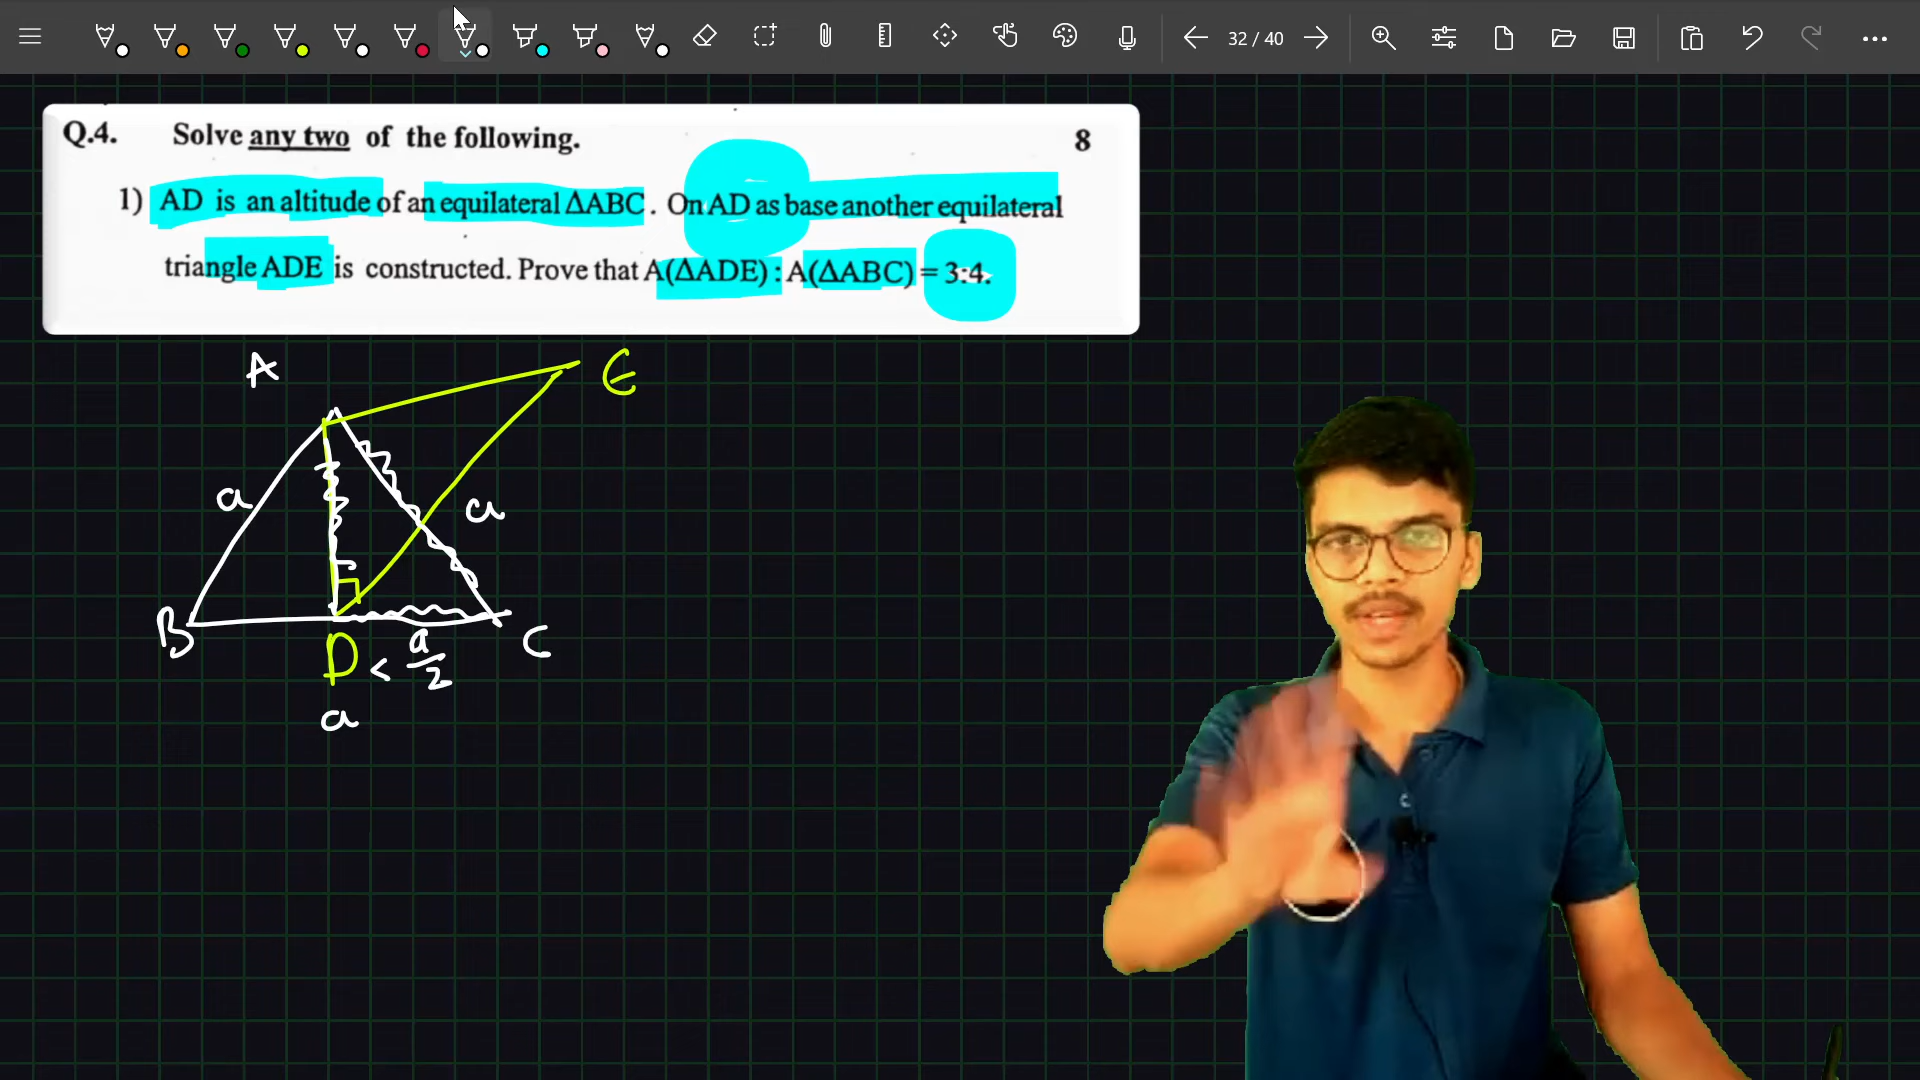 32 / 40
Q.4. Solve any two of the following. 8
1) AD is an altitude of an equilateral ΔABC . On AD as base another equilateral
triangle ADE is constructed. Prove that A(ΔADE) : A(ΔABC) = 3:4.
A
E
a
a
B
D < a/2
C
a